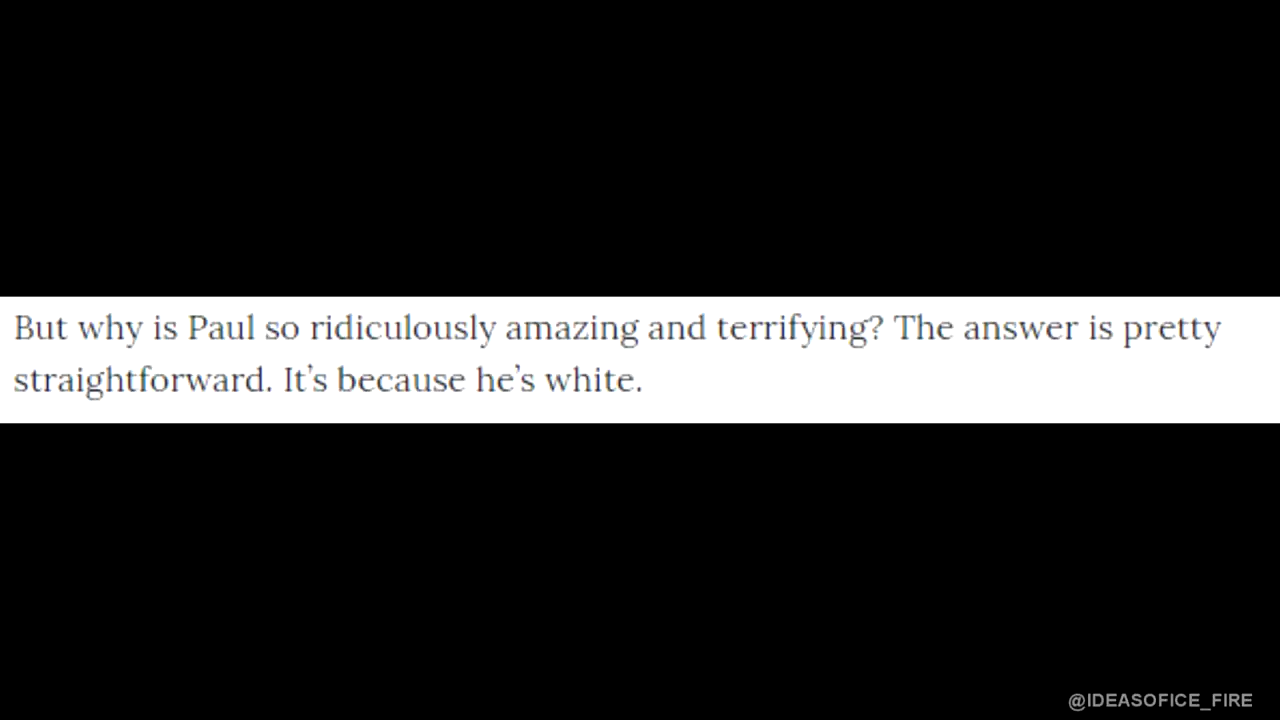 But why is Paul so ridiculously amazing and terrifying? The answer is pretty
straightforward. It’s because he’s white.
@IDEASOFICE_FIRE